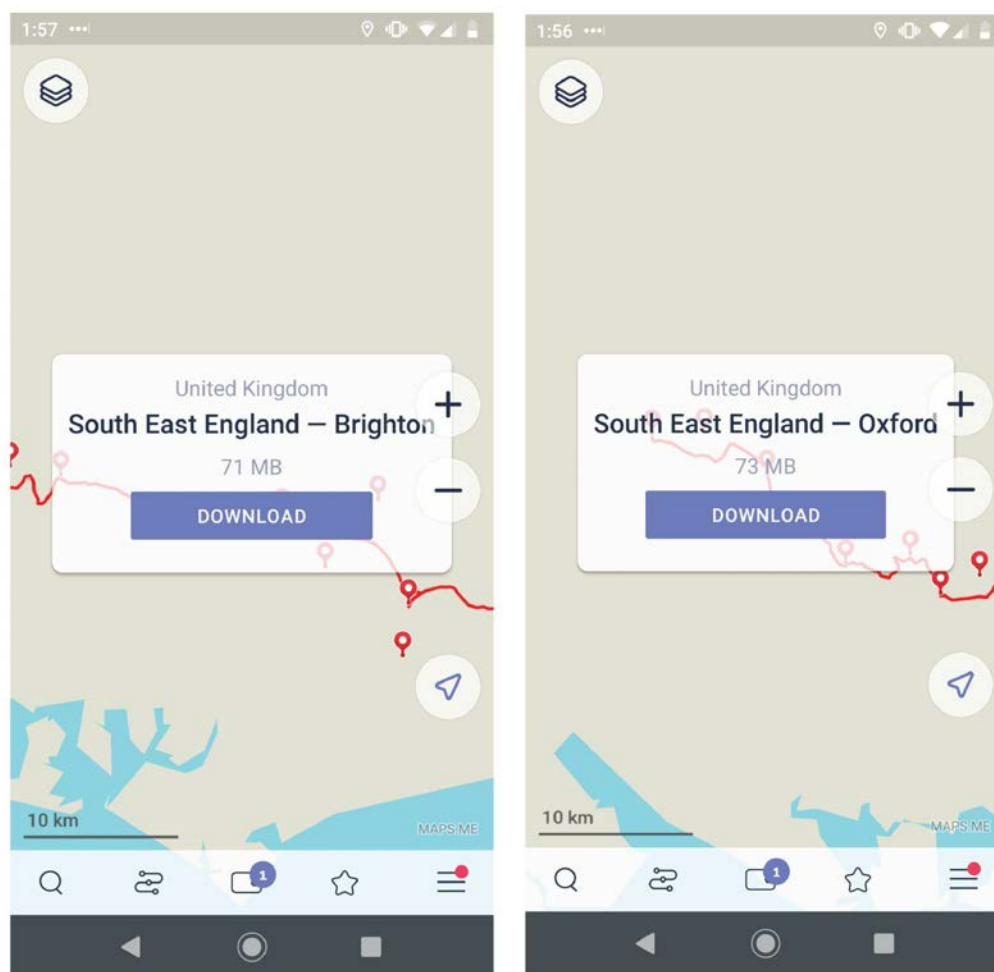 1:57
United Kingdom
South East England — Brighton
71 MB
DOWNLOAD
10 km
MAPS.ME
1
1:56
United Kingdom
South East England — Oxford
73 MB
DOWNLOAD
10 km
MAPS.ME
1